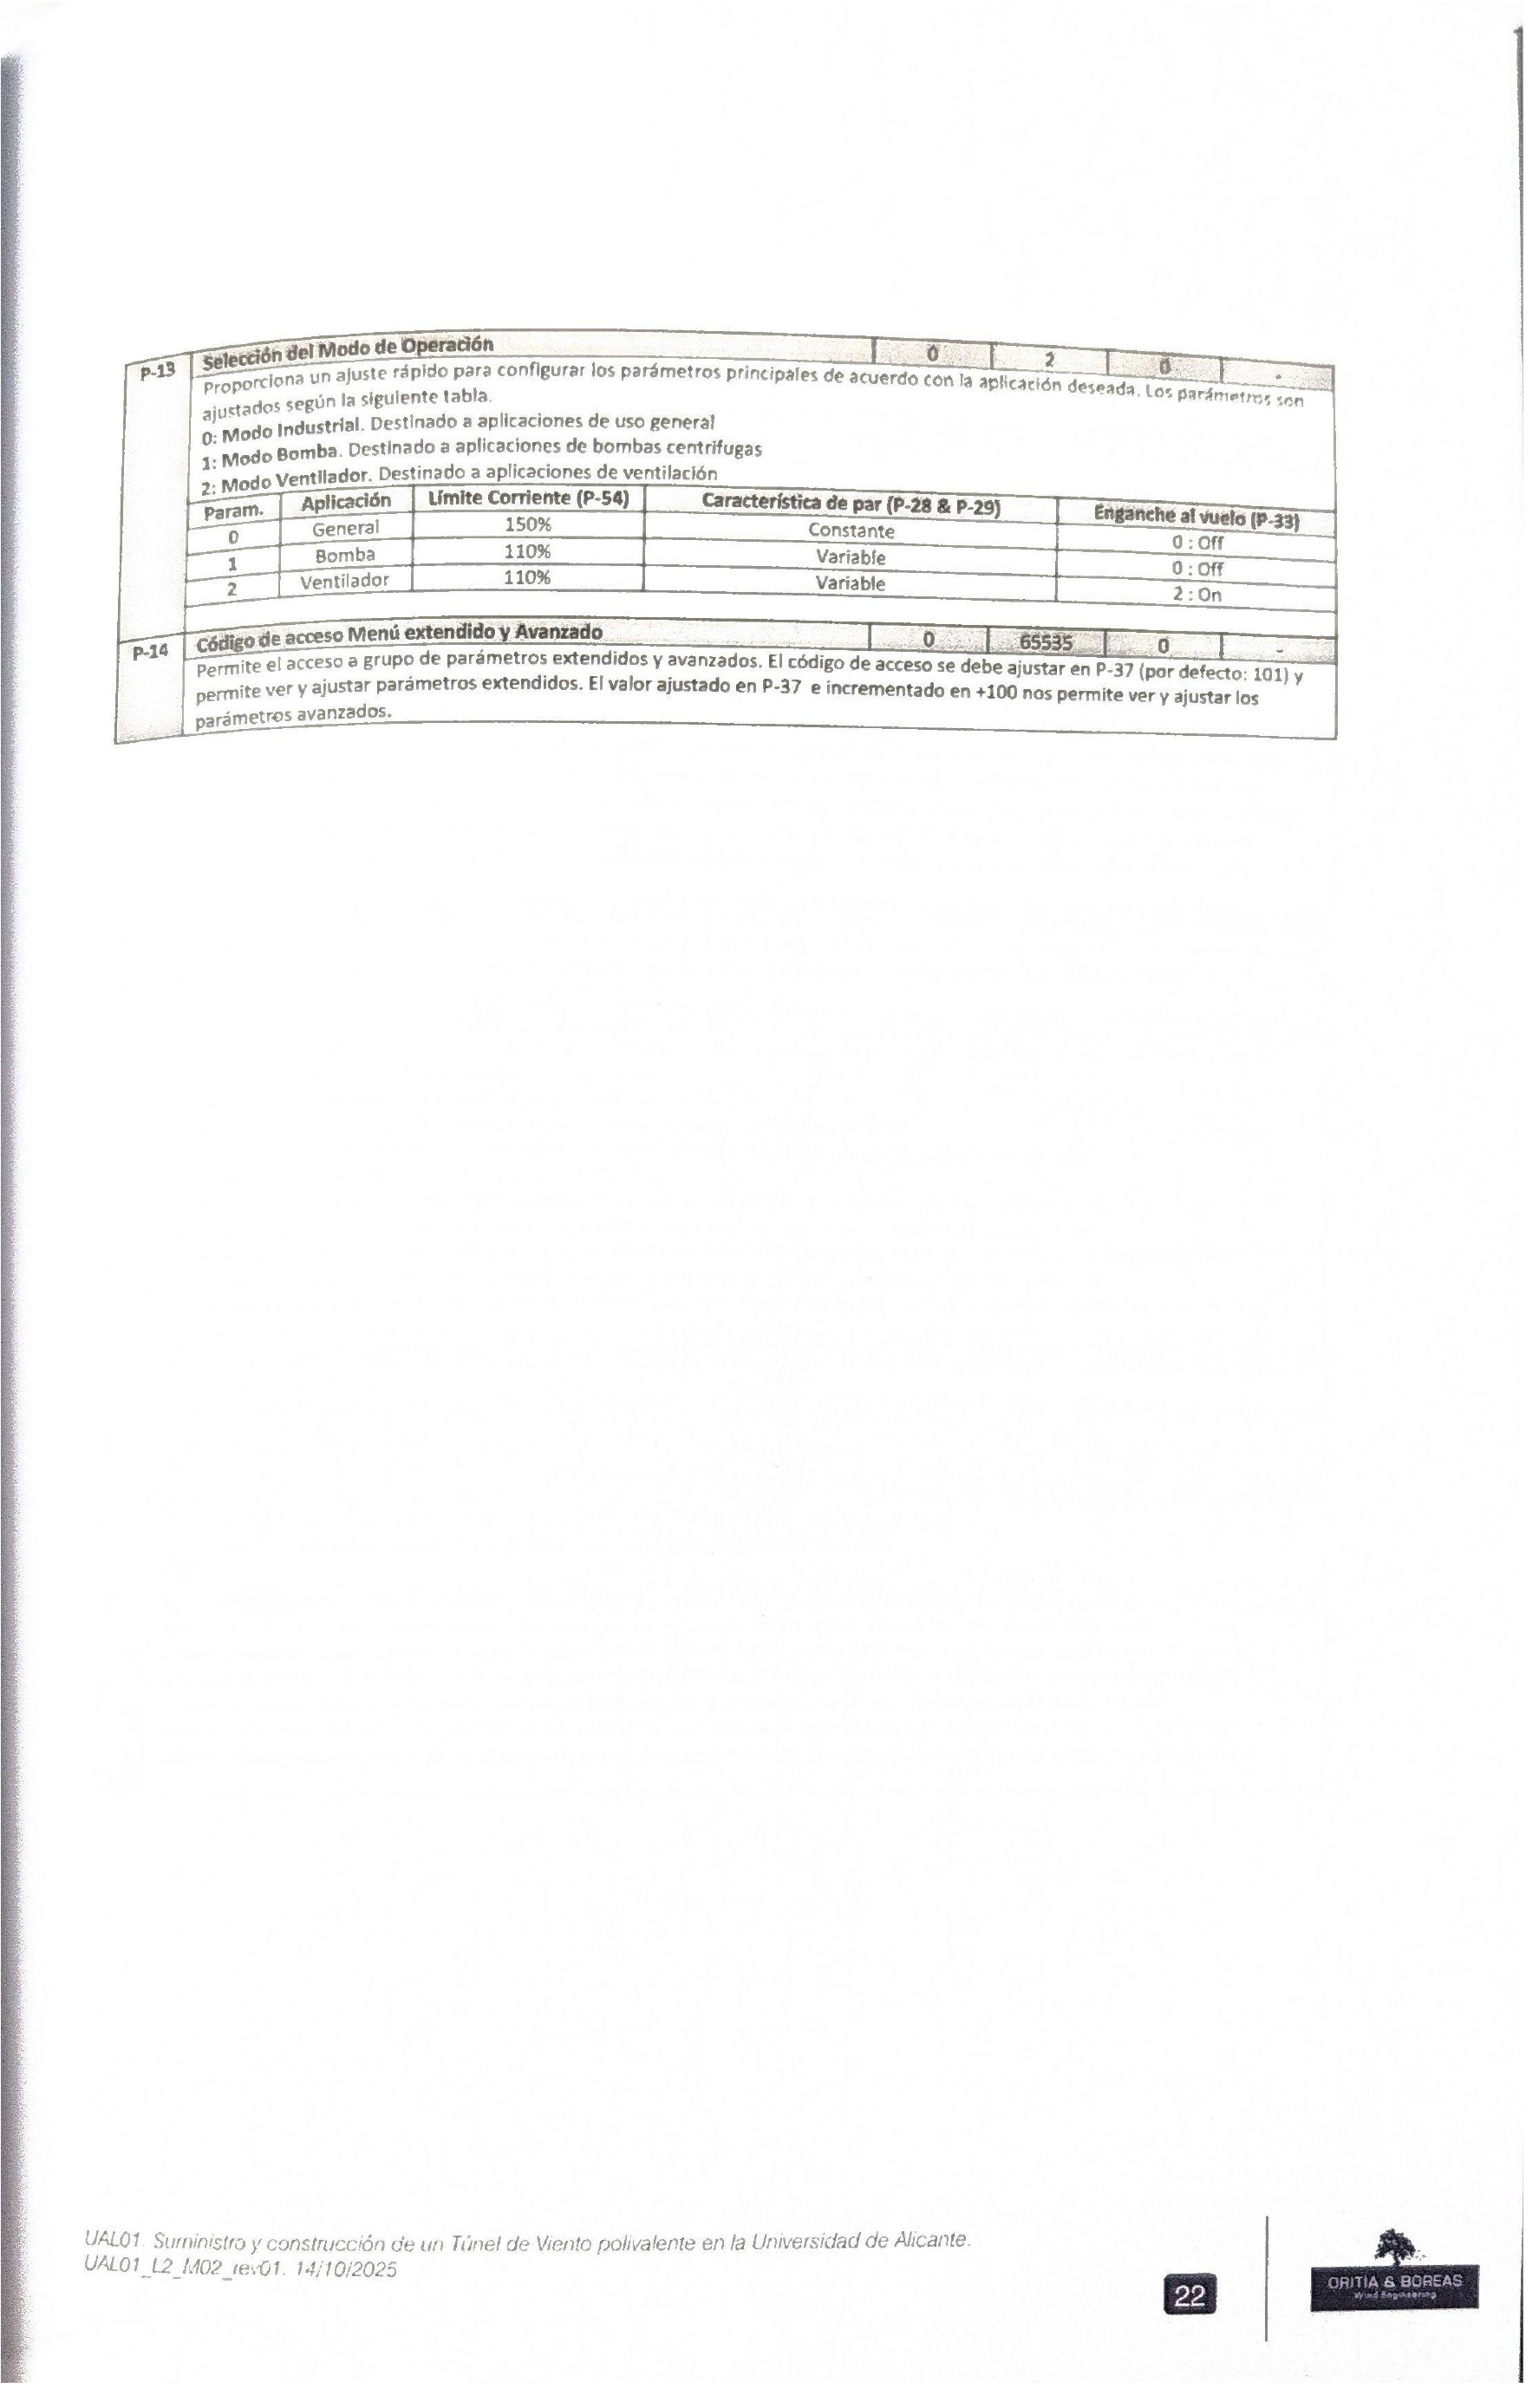 P-13 Selección del Modo de Operación 0 2 0 -
Proporciona un ajuste rápido para configurar los parámetros principales de acuerdo con la aplicación deseada. Los parámetros son
ajustados según la siguiente tabla.
0: Modo Industrial. Destinado a aplicaciones de uso general
1: Modo Bomba. Destinado a aplicaciones de bombas centrifugas
2: Modo Ventilador. Destinado a aplicaciones de ventilación
Param. Aplicación Límite Corriente (P-54) Característica de par (P-28 & P-29) Enganche al vuelo (P-33)
0 General 150% Constante 0 : Off
1 Bomba 110% Variable 0 : Off
2 Ventilador 110% Variable 2 : On
P-14 Código de acceso Menú extendido y Avanzado 0 65535 0 -
Permite el acceso a grupo de parámetros extendidos y avanzados. El código de acceso se debe ajustar en P-37 (por defecto: 101) y
permite ver y ajustar parámetros extendidos. El valor ajustado en P-37 e incrementado en +100 nos permite ver y ajustar los
parámetros avanzados.
UAL01. Suministro y construcción de un Túnel de Viento polivalente en la Universidad de Alicante.
UAL01_L2_M02_rev01. 14/10/2025
22
ORITIA & BOREAS
Wind Engineering